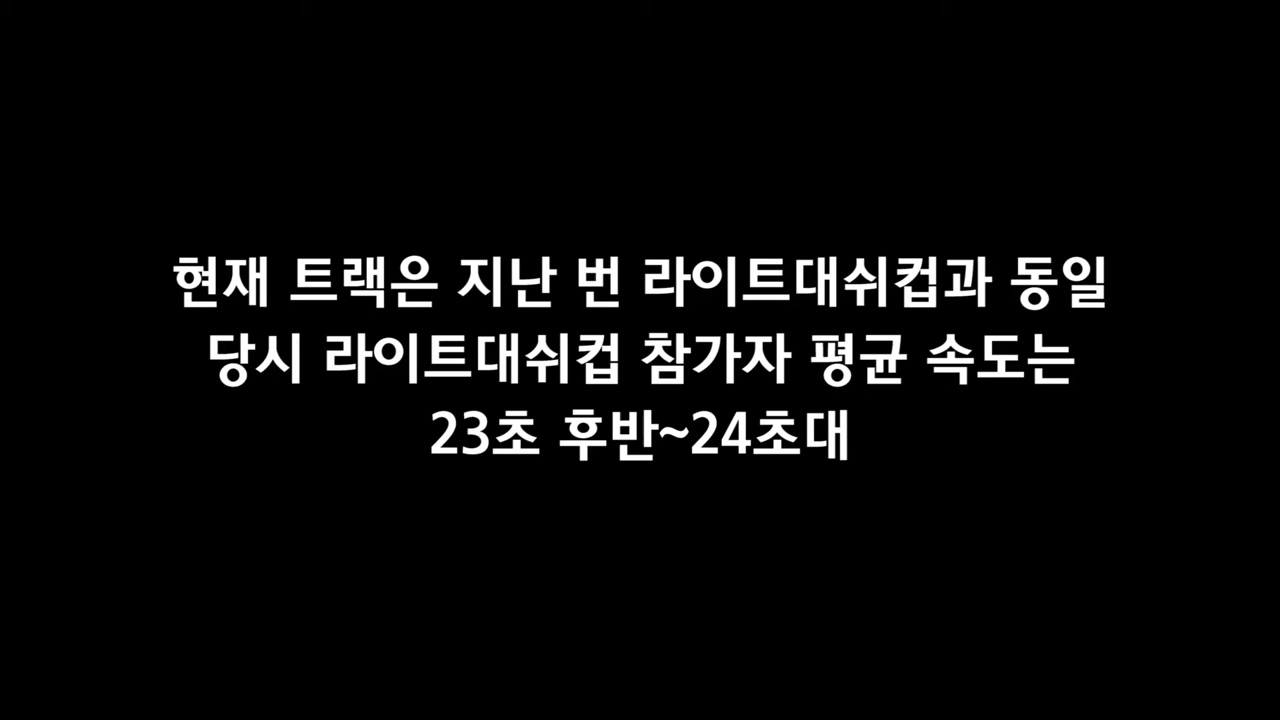 현재 트랙은 지난 번 라이트대쉬컵과 동일
당시 라이트대쉬컵 참가자 평균 속도는
23초 후반~24초대